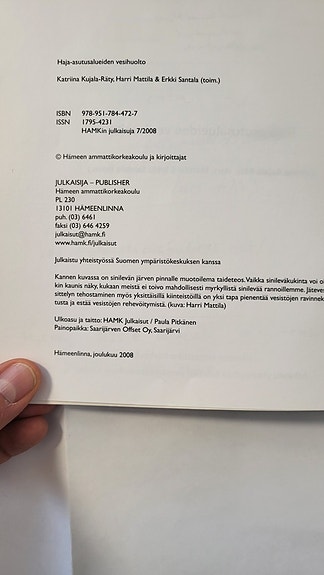 Haja-asutusalueiden vesihuolto
Katriina Kujala-Räty, Harri Mattila & Erkki Santala (toim.)
ISBN 978-951-784-472-7
ISSN 1795-4231
HAMKin julkaisuja 7/2008
© Hämeen ammattikorkeakoulu ja kirjoittajat
JULKAISIJA – PUBLISHER
Hämeen ammattikorkeakoulu
PL 230
13101 HÄMEENLINNA
puh. (03) 6461
faksi (03) 646 4259
julkaisut@hamk.fi
www.hamk.fi/julkaisut
Julkaistu yhteistyössä Suomen ympäristökeskuksen kanssa
Kannen kuvassa on sinilevän järven pinnalle muotoilema taideteos. Vaikka sinileväkukinta voi ol
kin kaunis näky, kukaan meistä ei toivo mahdollisesti myrkyllistä sinilevää rannoillemme. Jäteves
sittelyn tehostaminen myös yksittäisillä kiinteistöillä on yksi tapa pienentää vesistöjen ravinnek
tusta ja estää vesistöjen rehevöitymistä. (kuva: Harri Mattila)
Ulkoasu ja taitto: HAMK Julkaisut / Paula Pitkänen
Painopaikka: Saarijärven Offset Oy, Saarijärvi
Hämeenlinna, joulukuu 2008